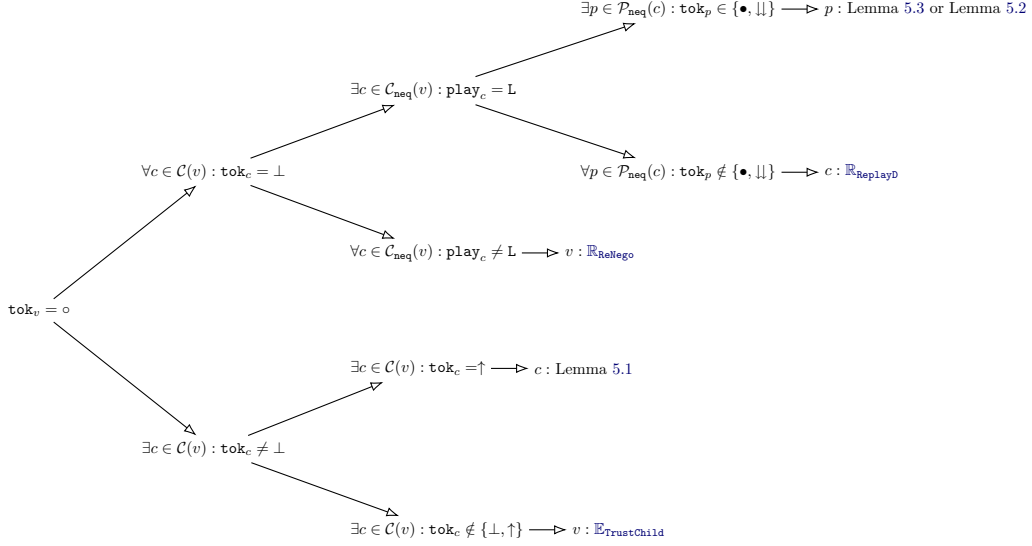 ∃p ∈ 𝒫_neq(c) : tok_p ∈ {•, ⇊} → p : Lemma 5.3 or Lemma 5.2
∃c ∈ 𝒞_neq(v) : play_c = L
∀c ∈ 𝒞(v) : tok_c = ⊥
∀p ∈ 𝒫_neq(c) : tok_p ∉ {•, ⇊} → c : ℝ_ReplayD
∀c ∈ 𝒞_neq(v) : play_c ≠ L → v : ℝ_ReNego
tok_v = ∘
∃c ∈ 𝒞(v) : tok_c =↑ → c : Lemma 5.1
∃c ∈ 𝒞(v) : tok_c ≠ ⊥
∃c ∈ 𝒞(v) : tok_c ∉ {⊥, ↑} → v : 𝔼_TrustChild